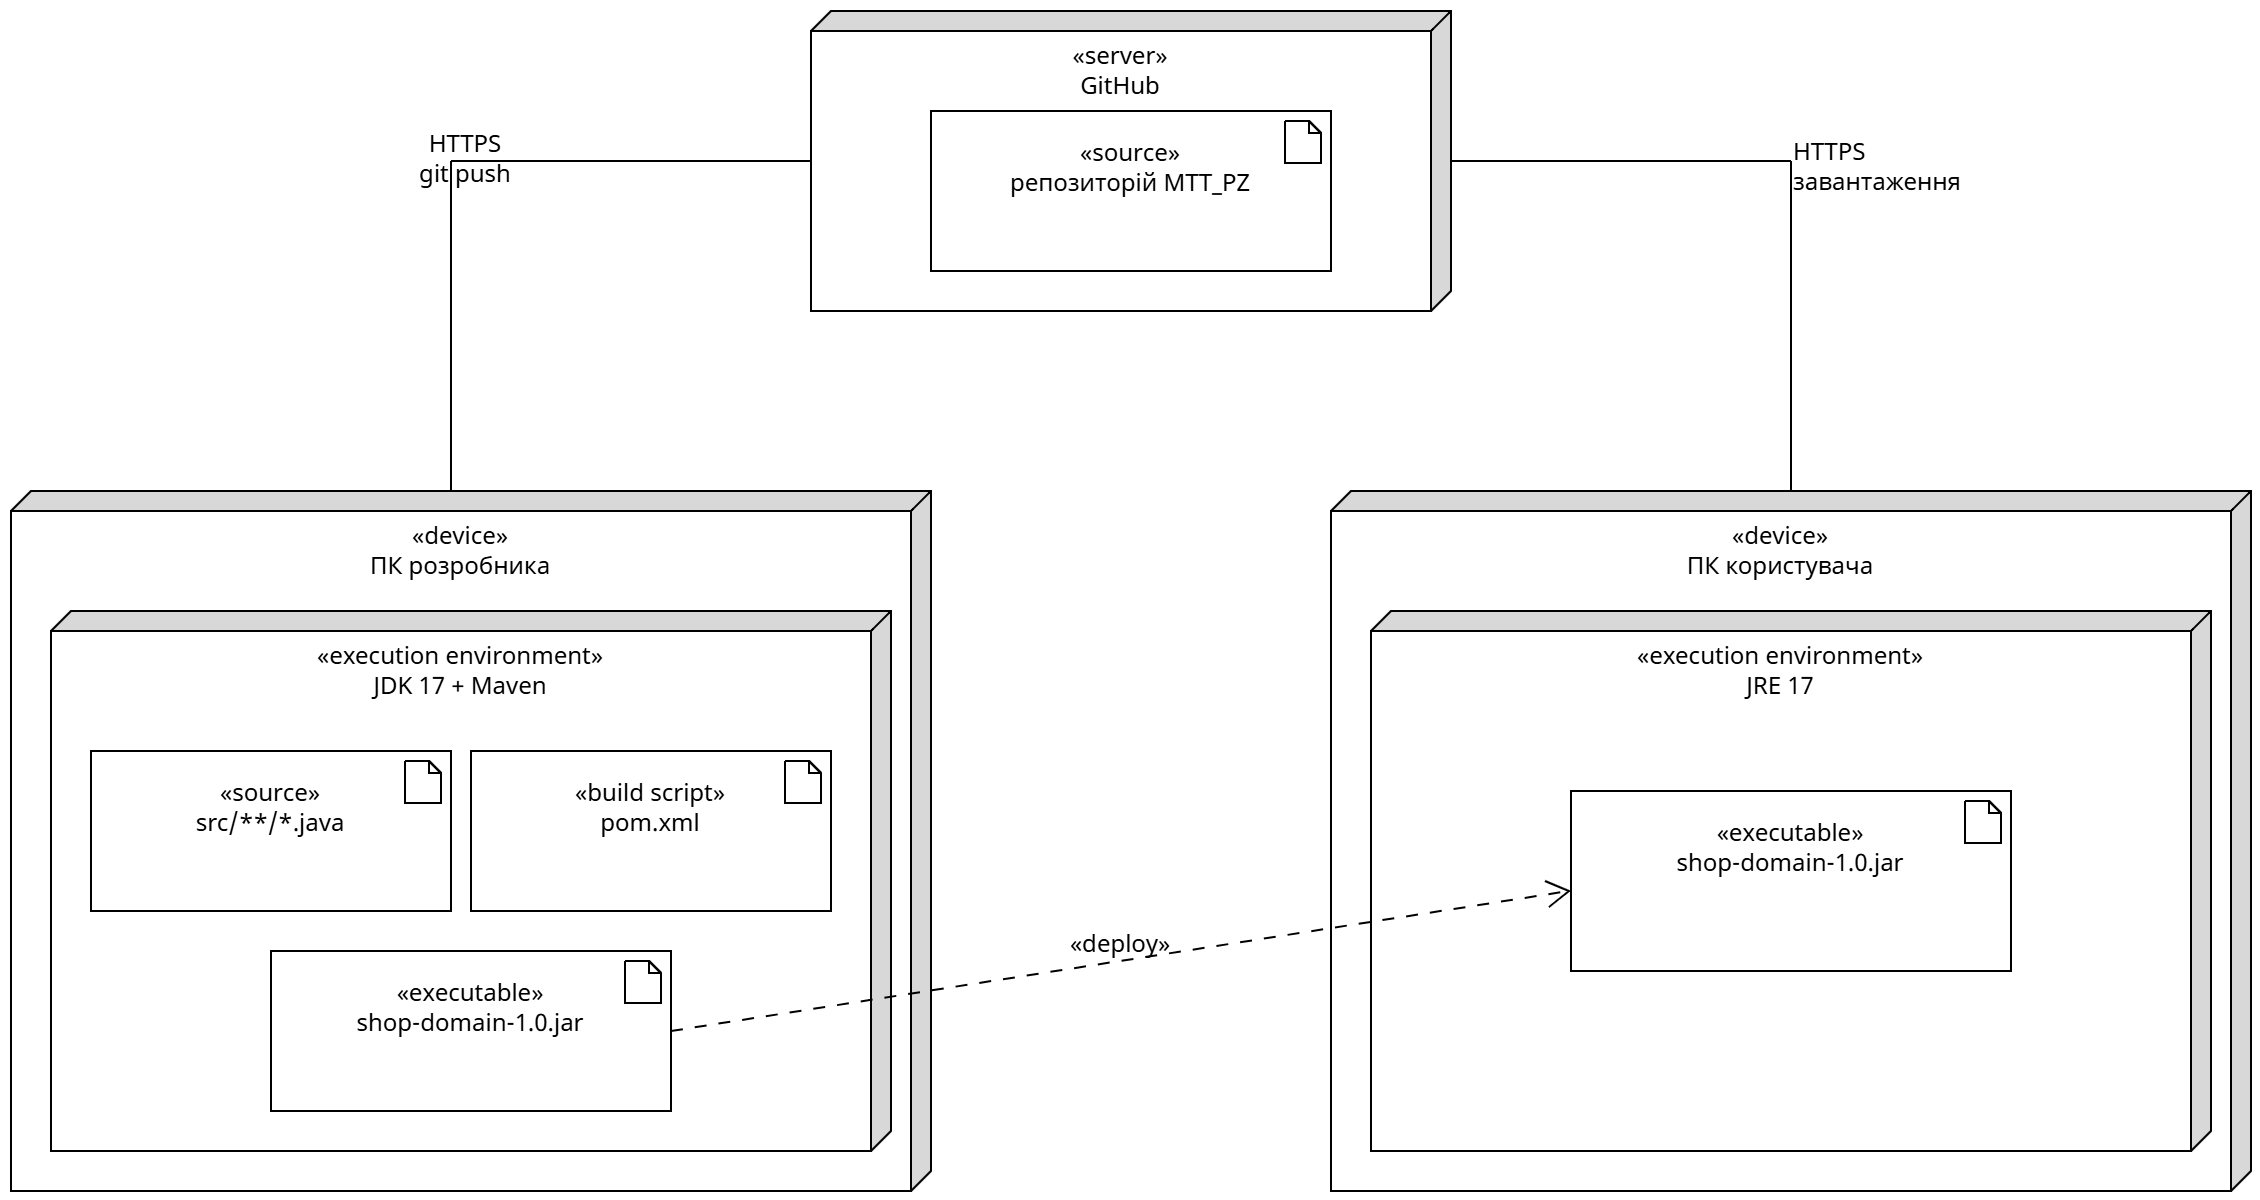 «server»
GitHub
«source»
репозиторій MTT_PZ
HTTPS
git push
HTTPS
завантаження
«device»
ПК розробника
«execution environment»
JDK 17 + Maven
«source»
src/**/*.java
«build script»
pom.xml
«executable»
shop-domain-1.0.jar
«deploy»
«device»
ПК користувача
«execution environment»
JRE 17
«executable»
shop-domain-1.0.jar